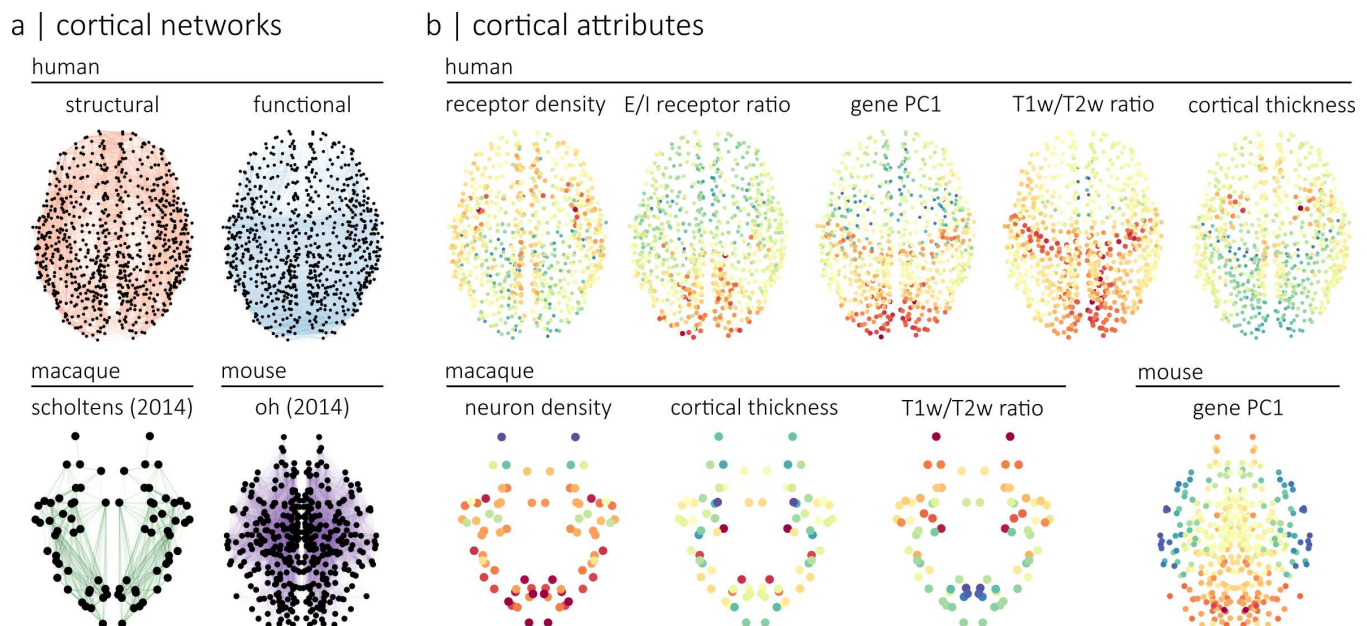 a | cortical networks
human
structural
functional
macaque
mouse
scholtens (2014)
oh (2014)
b | cortical attributes
human
receptor density
E/I receptor ratio
gene PC1
T1w/T2w ratio
cortical thickness
macaque
neuron density
cortical thickness
T1w/T2w ratio
mouse
gene PC1